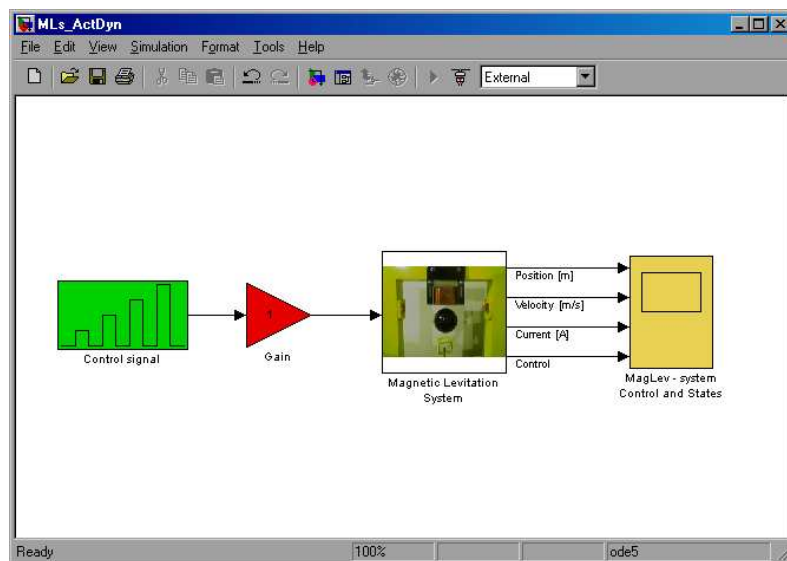 MLs_ActDyn
File Edit View Simulation Format Tools Help
External
Position [m]
Velocity [m/s]
Current [A]
Control
1
Control signal
Gain
Magnetic Levitation
System
MagLev - system
Control and States
Ready 100% ode5